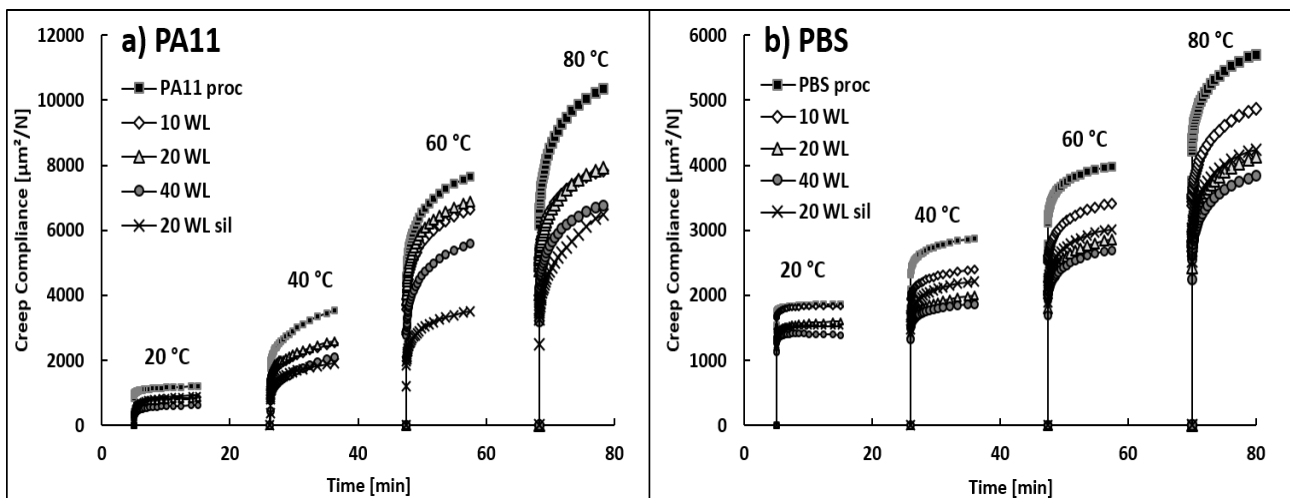 a) PA11
Creep Compliance [µm²/N]
12000
10000
8000
6000
4000
2000
0
PA11 proc
10 WL
20 WL
40 WL
20 WL sil
20 °C
40 °C
60 °C
80 °C
0
20
40
60
80
Time [min]
b) PBS
Creep Compliance [µm²/N]
6000
5000
4000
3000
2000
1000
0
PBS proc
10 WL
20 WL
40 WL
20 WL sil
20 °C
40 °C
60 °C
80 °C
0
20
40
60
80
Time [min]